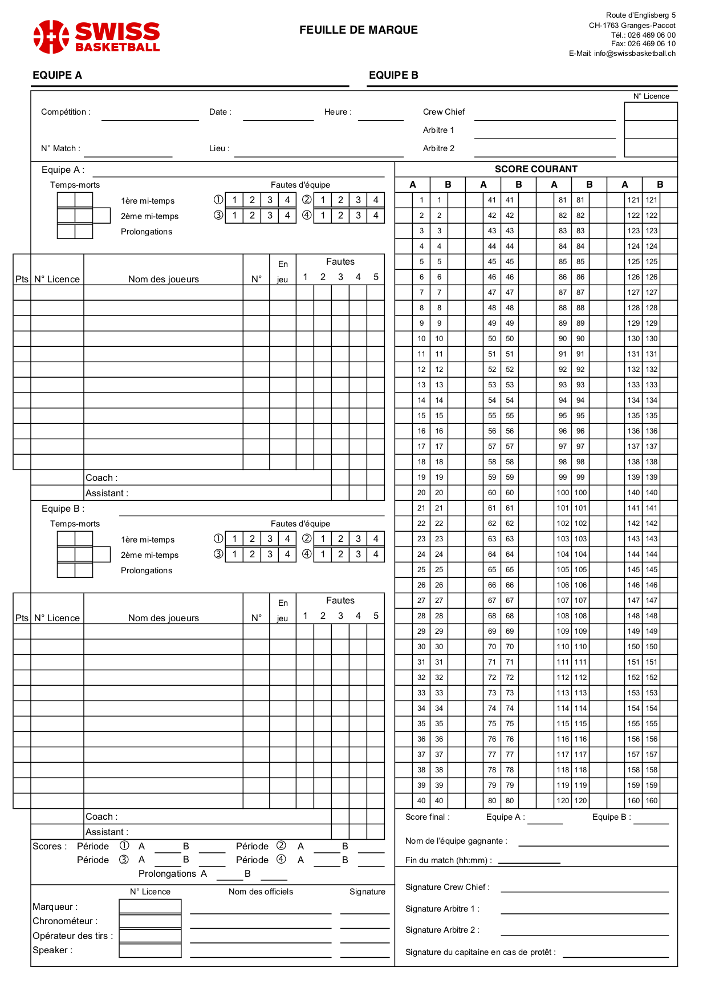 SWISS
BASKETBALL
FEUILLE DE MARQUE
Route d'Englisberg 5
CH-1763 Granges-Paccot
Tél.: 026 469 06 00
Fax: 026 469 06 10
E-Mail: info@swissbasketball.ch
EQUIPE A
EQUIPE B
N° Licence
Compétition : Date : Heure : Crew Chief
Arbitre 1
N° Match : Lieu : Arbitre 2
Equipe A :
Temps-morts Fautes d'équipe
1ère mi-temps ① 1 2 3 4 ② 1 2 3 4
2ème mi-temps ③ 1 2 3 4 ④ 1 2 3 4
Prolongations
Pts N° Licence Nom des joueurs N° En jeu Fautes 1 2 3 4 5
Coach :
Assistant :
Equipe B :
Temps-morts Fautes d'équipe
1ère mi-temps ① 1 2 3 4 ② 1 2 3 4
2ème mi-temps ③ 1 2 3 4 ④ 1 2 3 4
Prolongations
Pts N° Licence Nom des joueurs N° En jeu Fautes 1 2 3 4 5
Coach :
Assistant :
Scores : Période ① A B Période ② A B
Période ③ A B Période ④ A B
Prolongations A B
N° Licence Nom des officiels Signature
Marqueur :
Chronométeur :
Opérateur des tirs :
Speaker :
SCORE COURANT
A B A B A B A B
1 1 41 41 81 81 121 121
2 2 42 42 82 82 122 122
3 3 43 43 83 83 123 123
4 4 44 44 84 84 124 124
5 5 45 45 85 85 125 125
6 6 46 46 86 86 126 126
7 7 47 47 87 87 127 127
8 8 48 48 88 88 128 128
9 9 49 49 89 89 129 129
10 10 50 50 90 90 130 130
11 11 51 51 91 91 131 131
12 12 52 52 92 92 132 132
13 13 53 53 93 93 133 133
14 14 54 54 94 94 134 134
15 15 55 55 95 95 135 135
16 16 56 56 96 96 136 136
17 17 57 57 97 97 137 137
18 18 58 58 98 98 138 138
19 19 59 59 99 99 139 139
20 20 60 60 100 100 140 140
21 21 61 61 101 101 141 141
22 22 62 62 102 102 142 142
23 23 63 63 103 103 143 143
24 24 64 64 104 104 144 144
25 25 65 65 105 105 145 145
26 26 66 66 106 106 146 146
27 27 67 67 107 107 147 147
28 28 68 68 108 108 148 148
29 29 69 69 109 109 149 149
30 30 70 70 110 110 150 150
31 31 71 71 111 111 151 151
32 32 72 72 112 112 152 152
33 33 73 73 113 113 153 153
34 34 74 74 114 114 154 154
35 35 75 75 115 115 155 155
36 36 76 76 116 116 156 156
37 37 77 77 117 117 157 157
38 38 78 78 118 118 158 158
39 39 79 79 119 119 159 159
40 40 80 80 120 120 160 160
Score final : Equipe A : Equipe B :
Nom de l'équipe gagnante :
Fin du match (hh:mm) :
Signature Crew Chief :
Signature Arbitre 1 :
Signature Arbitre 2 :
Signature du capitaine en cas de protêt :